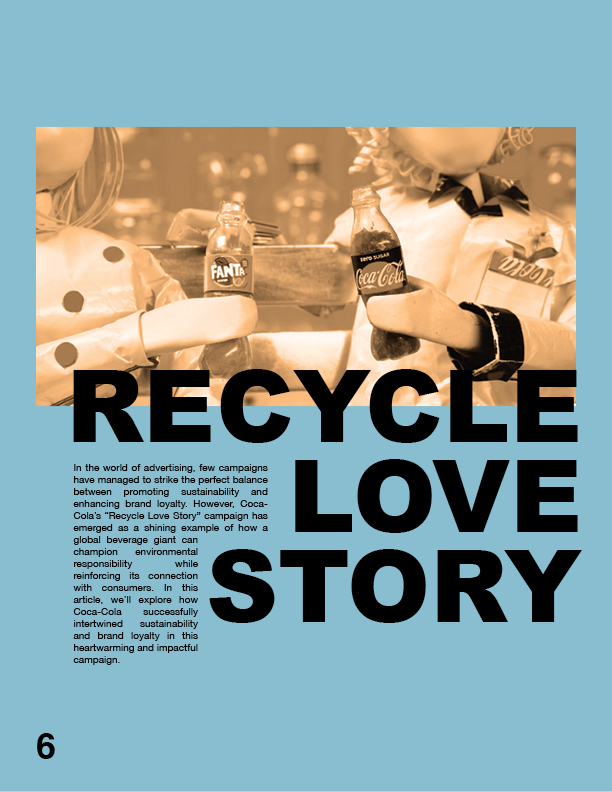 FANTA
zero SUGAR
Coca-Cola
RECYCLE
LOVE
STORY
In the world of advertising, few campaigns
have managed to strike the perfect balance
between promoting sustainability and
enhancing brand loyalty. However, Coca-
Cola’s “Recycle Love Story” campaign has
emerged as a shining example of how a
global beverage giant can
champion environmental
responsibility while
reinforcing its connection
with consumers. In this
article, we’ll explore how
Coca-Cola successfully
intertwined sustainability
and brand loyalty in this
heartwarming and impactful
campaign.
6